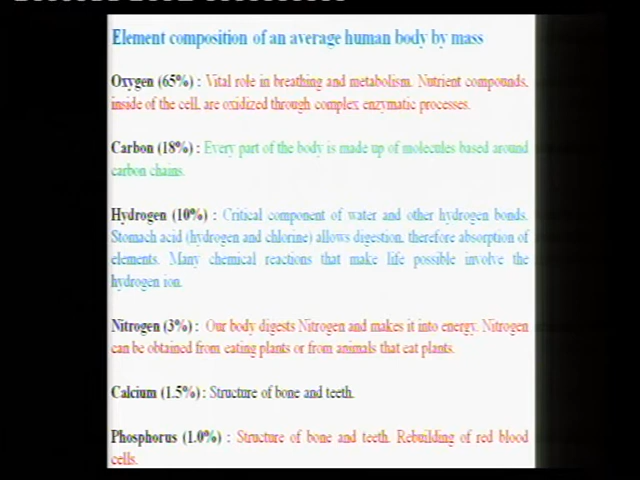 Element composition of an average human body by mass
Oxygen (65%) : Vital role in breathing and metabolism. Nutrient compounds,
inside of the cell, are oxidized through complex enzymatic processes.
Carbon (18%) : Every part of the body is made up of molecules based around
carbon chains.
Hydrogen (10%) : Critical component of water and other hydrogen bonds.
Stomach acid (hydrogen and chlorine) allows digestion, therefore absorption of
elements. Many chemical reactions that make life possible involve the
hydrogen ion.
Nitrogen (3%) : Our body digests Nitrogen and makes it into energy. Nitrogen
can be obtained from eating plants or from animals that eat plants.
Calcium (1.5%) : Structure of bone and teeth.
Phosphorus (1.0%) : Structure of bone and teeth. Rebuilding of red blood
cells.